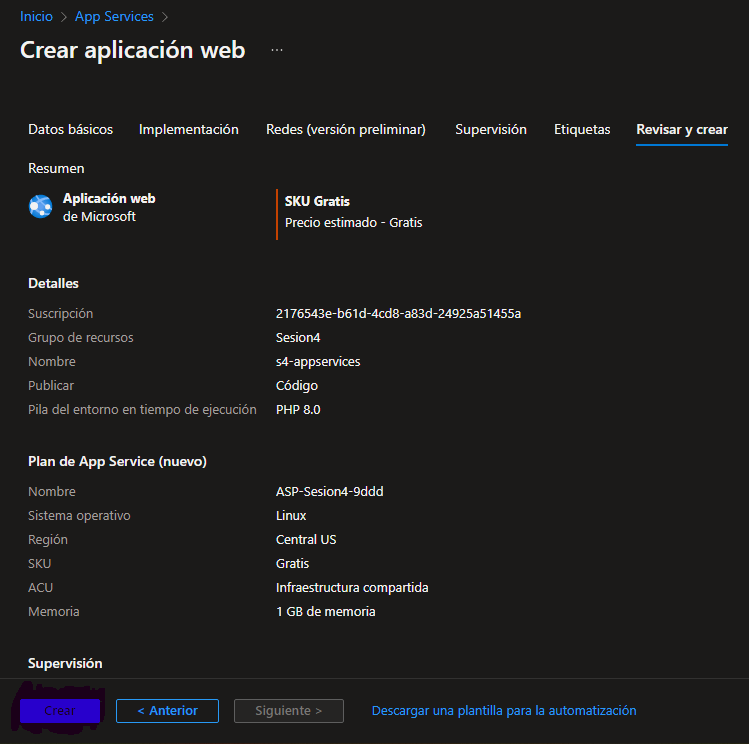 Inicio > App Services >
Crear aplicación web ...
Datos básicos Implementación Redes (versión preliminar) Supervisión Etiquetas Revisar y crear
Resumen
Aplicación web
de Microsoft
SKU Gratis
Precio estimado - Gratis
Detalles
Suscripción 2176543e-b61d-4cd8-a83d-24925a51455a
Grupo de recursos Sesion4
Nombre s4-appservices
Publicar Código
Pila del entorno en tiempo de ejecución PHP 8.0
Plan de App Service (nuevo)
Nombre ASP-Sesion4-9ddd
Sistema operativo Linux
Región Central US
SKU Gratis
ACU Infraestructura compartida
Memoria 1 GB de memoria
Supervisión
Crear < Anterior Siguiente > Descargar una plantilla para la automatización